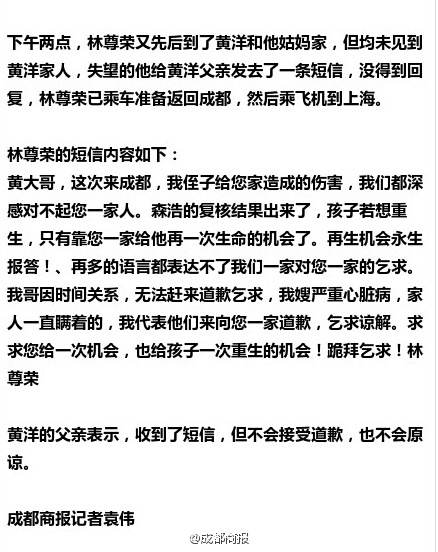 下午两点，林尊荣又先后到了黄洋和他姑妈家，但均未见到
黄洋家人，失望的他给黄洋父亲发去了一条短信，没得到回
复，林尊荣已乘车准备返回成都，然后乘飞机到上海。
林尊荣的短信内容如下：
黄大哥，这次来成都，我侄子给您家造成的伤害，我们都深
感对不起您一家人。森浩的复核结果出来了，孩子若想重
生，只有靠您一家给他再一次生命的机会了。再生机会永生
报答！、再多的语言都表达不了我们一家对您一家的乞求。
我哥因时间关系，无法赶来道歉乞求，我嫂严重心脏病，家
人一直瞒着的，我代表他们来向您一家道歉，乞求谅解。求
求您给一次机会，也给孩子一次重生的机会！跪拜乞求！林
尊荣
黄洋的父亲表示，收到了短信，但不会接受道歉，也不会原
谅。
成都商报记者袁伟
@成都商报